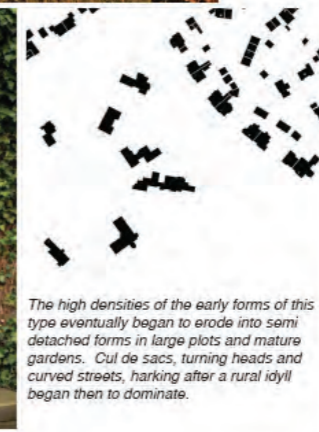 The high densities of the early forms of this
type eventually began to erode into semi
detached forms in large plots and mature
gardens.  Cul de sacs, turning heads and
curved streets, harking after a rural idyll
began then to dominate.